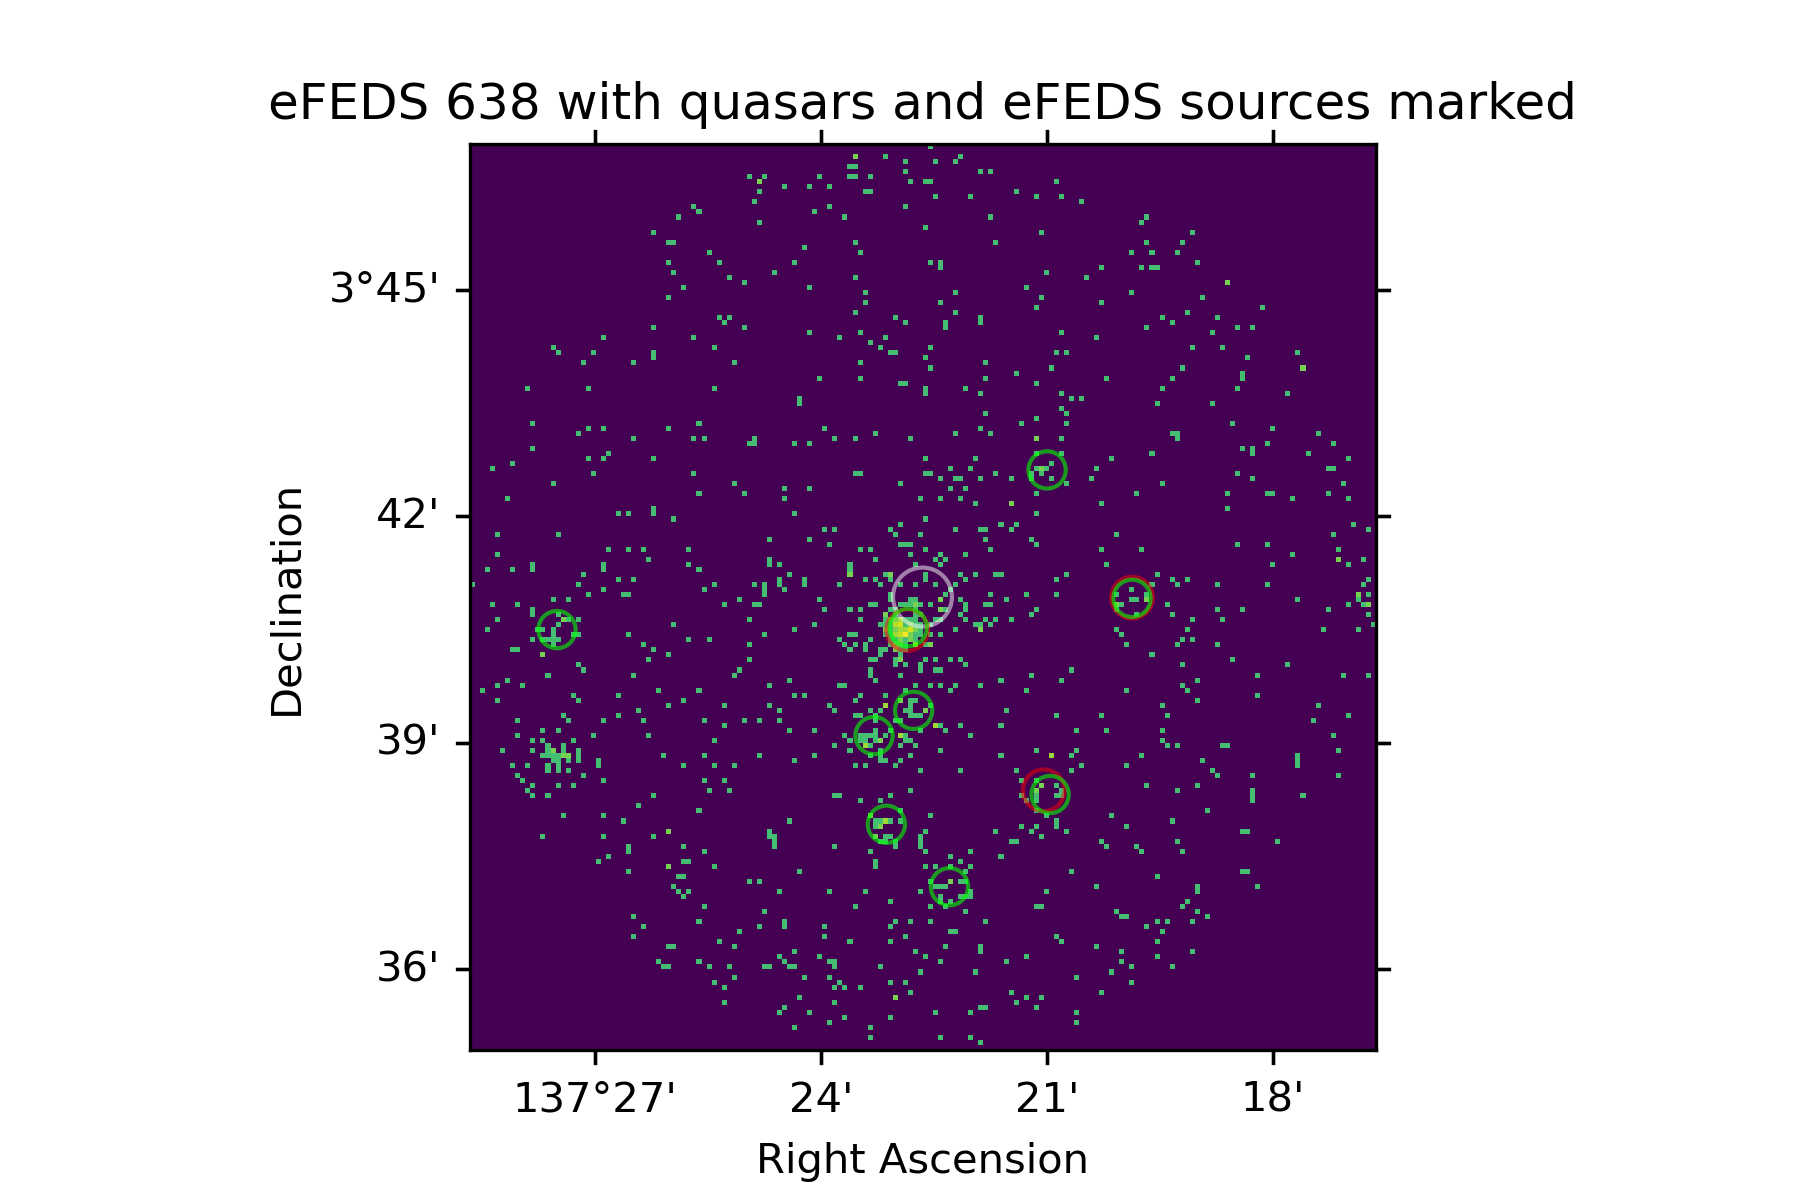 eFEDS 638 with quasars and eFEDS sources marked
3°45'
42'
39'
36'
Declination
137°27'
24'
21'
18'
Right Ascension